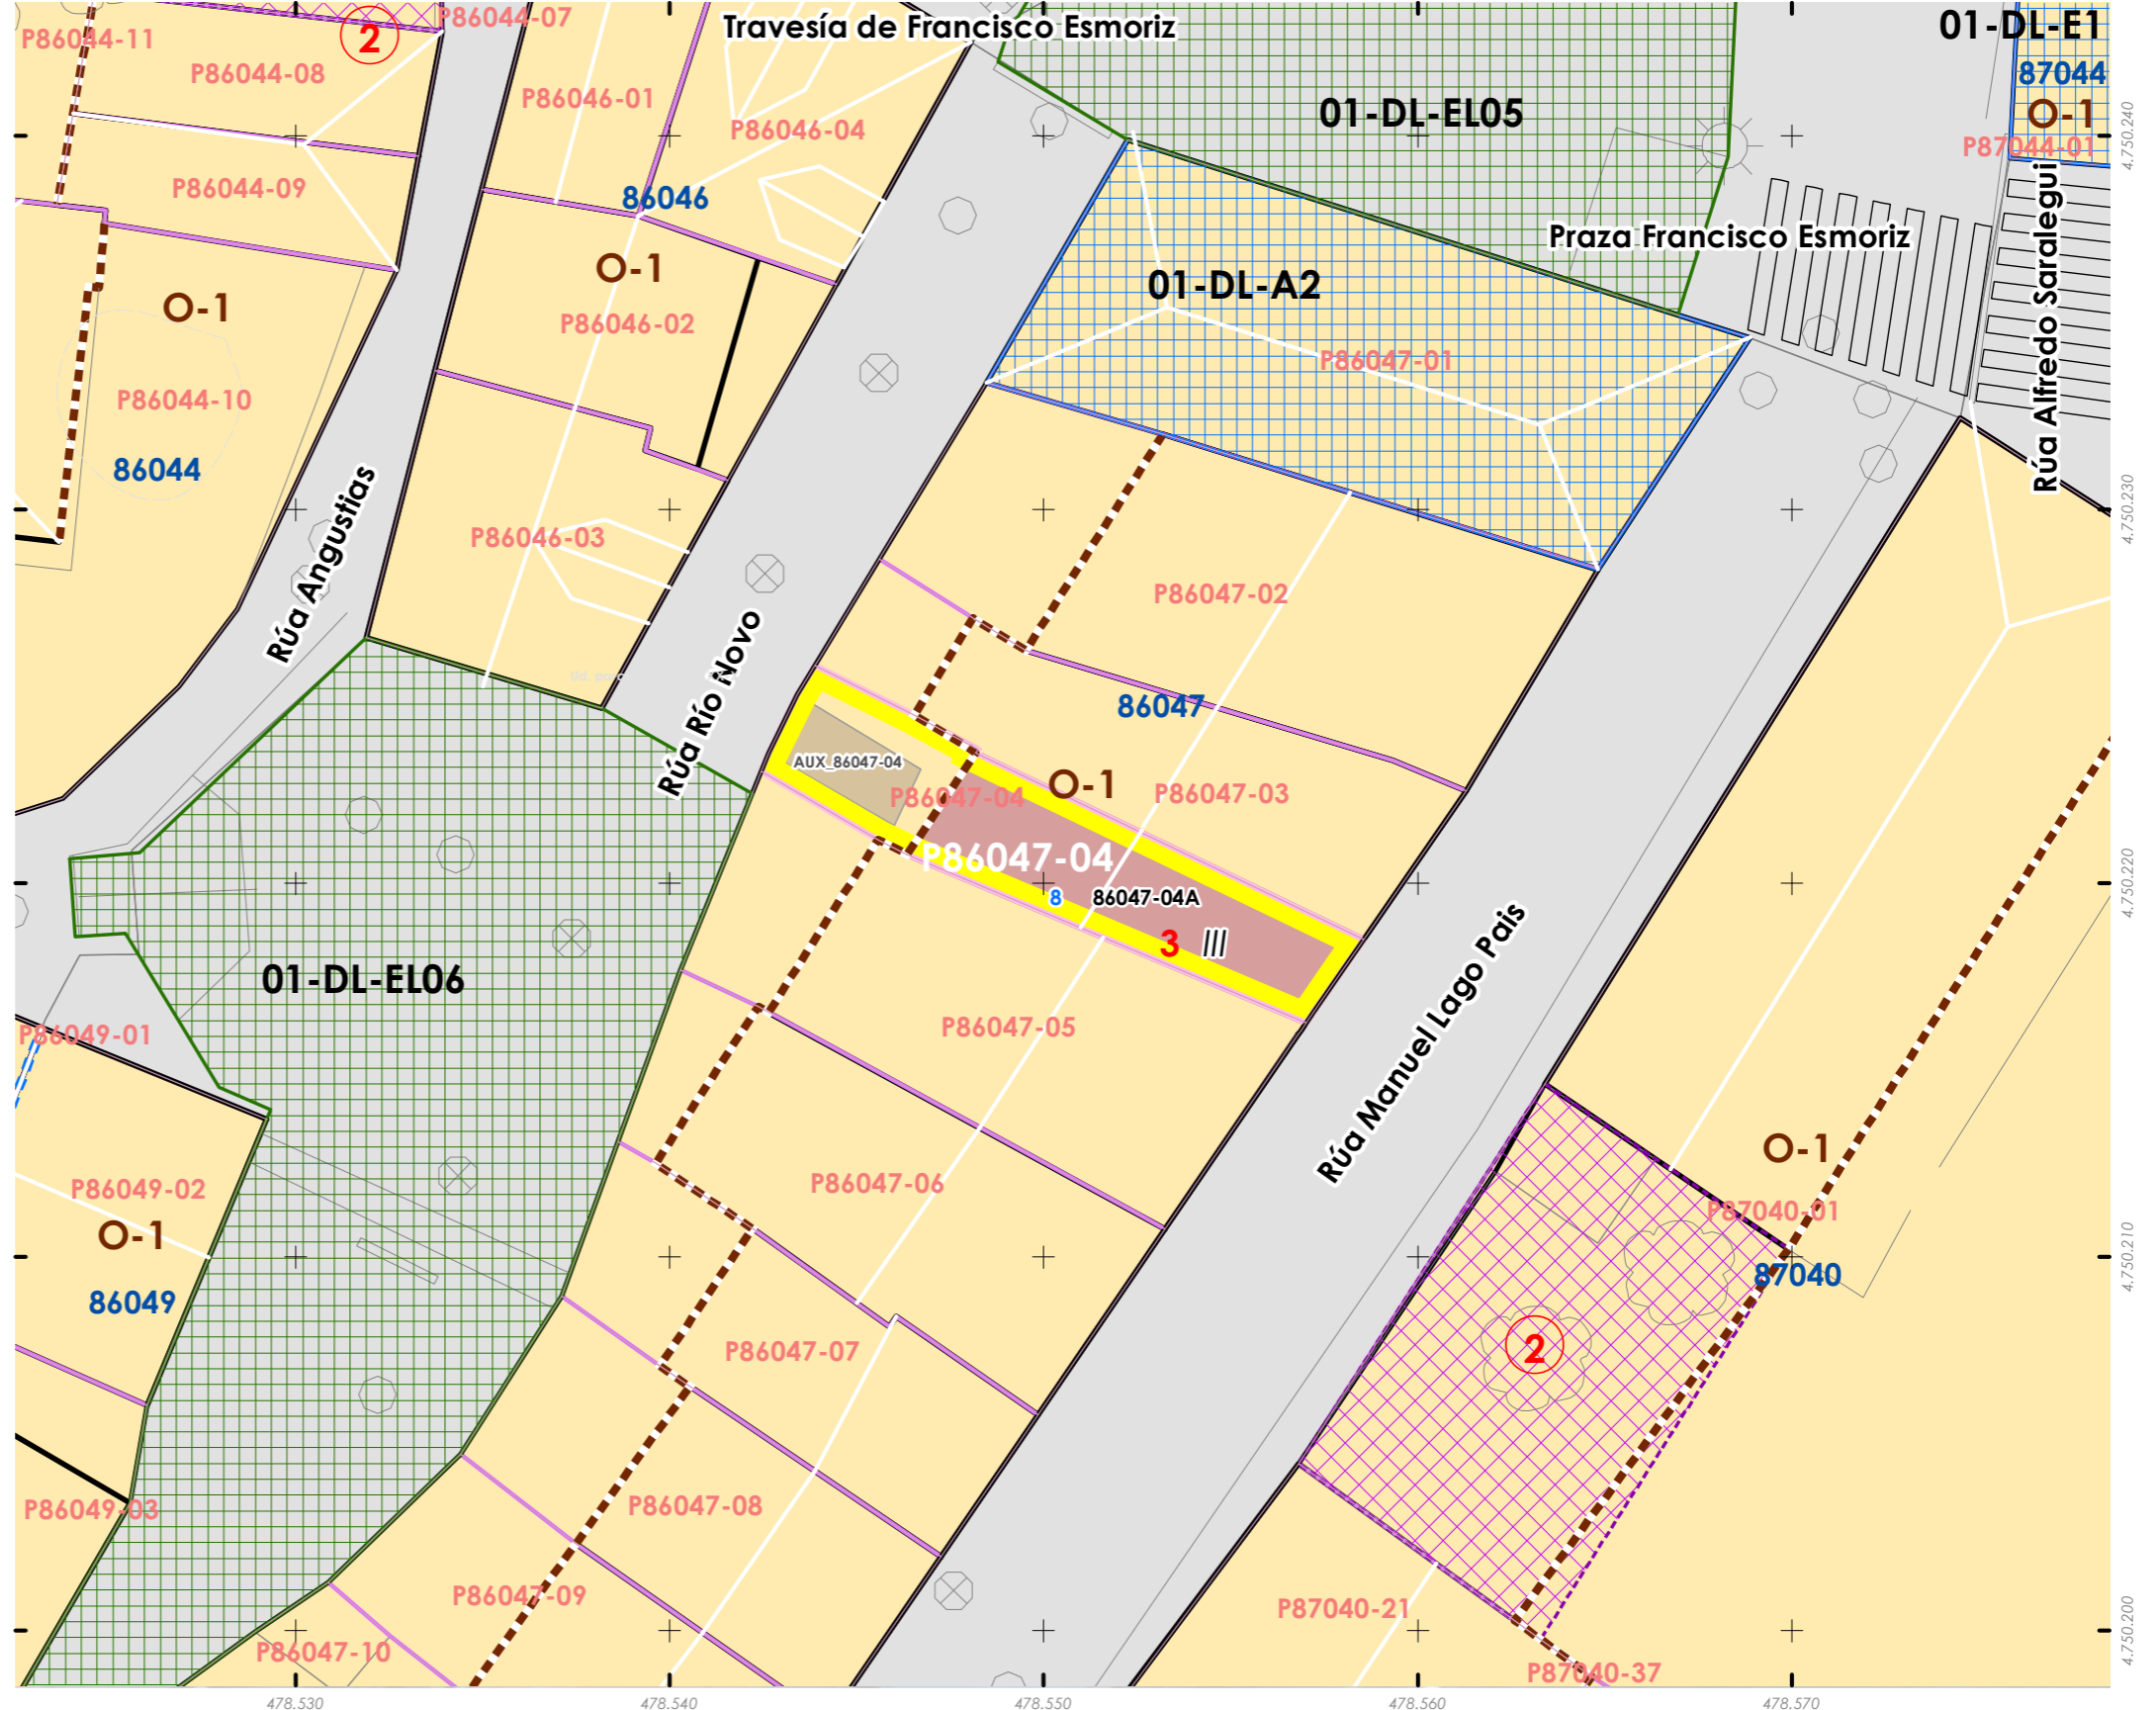 P86044-07
01-DL-E1
Travesía de Francisco Esmoriz
P86044-11
2
P86044-08
87044
P86046-01
01-DL-EL05
O-1
P86046-04
P87044-01
4.750.240
P86044-09
86046
Praza Francisco Esmoriz
Rúa Alfredo Saralegui
O-1
01-DL-A2
O-1
P86046-02
P86047-01
P86044-10
86044
4.750.230
P86046-03
Rúa Angustias
P86047-02
Rúa Río Novo
86047
AUX_86047-04
O-1
P86047-04
P86047-03
P86047-04
4.750.220
8
86047-04A
3
III
01-DL-EL06
P86047-05
Rúa Manuel Lago Pais
P86049-01
O-1
P86049-02
P86047-06
P87040-01
O-1
4.750.210
87040
86049
2
P86047-07
P86049-03
P86047-08
P86047-09
P87040-21
4.750.200
P86047-10
P87040-37
478.530
478.540
478.550
478.560
478.570